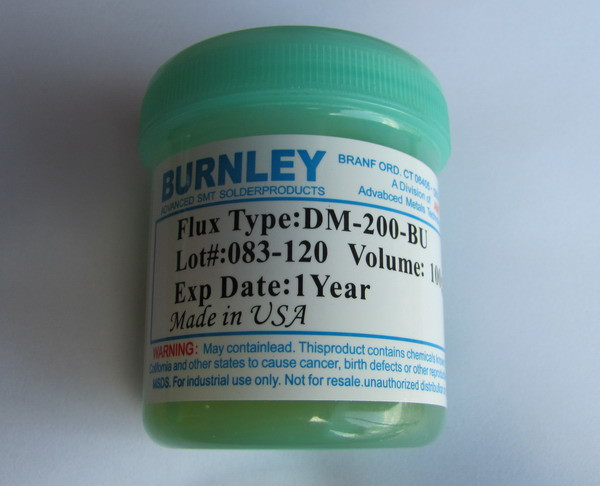 BURNLEY
ADVANCED SMT SOLDERPRODUCTS
BRANF ORD. CT 06405
A Division of
Advabced Metals
Flux Type:DM-200-BU
Lot#:083-120 Volume:
Exp Date:1Year
Made in USA
WARNING: May containlead. Thisproduct contains chemicals
California and other states to cause cancer, birth defects or other
MSDS. For industrial use only. Not for resale.unauthorized